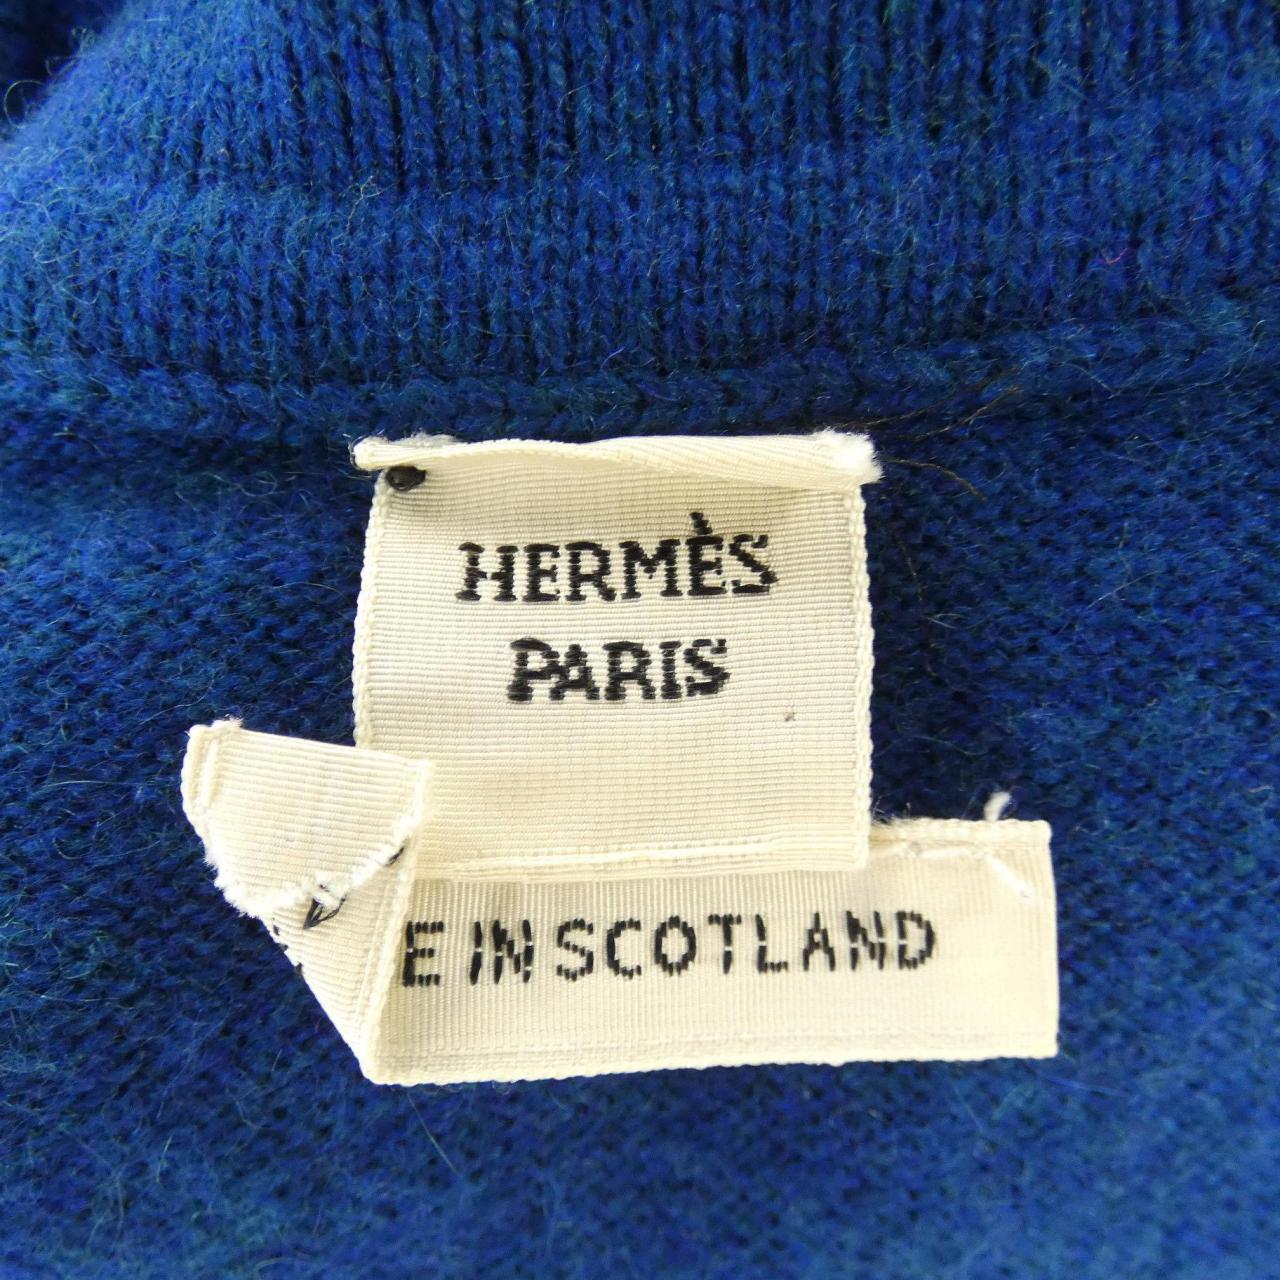 HERMÈS
PARIS
E IN SCOTLAND